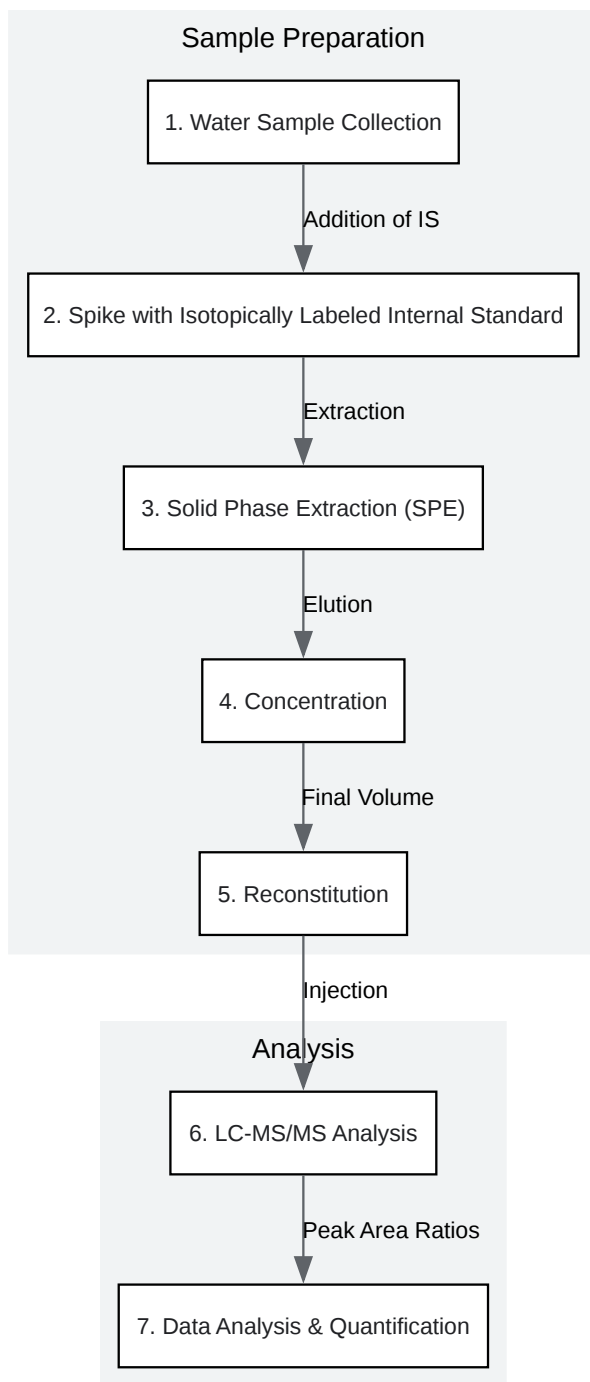 Sample Preparation
1. Water Sample Collection
Addition of IS
2. Spike with Isotopically Labeled Internal Standard
Extraction
3. Solid Phase Extraction (SPE)
Elution
4. Concentration
Final Volume
5. Reconstitution
Injection
Analysis
6. LC-MS/MS Analysis
Peak Area Ratios
7. Data Analysis & Quantification